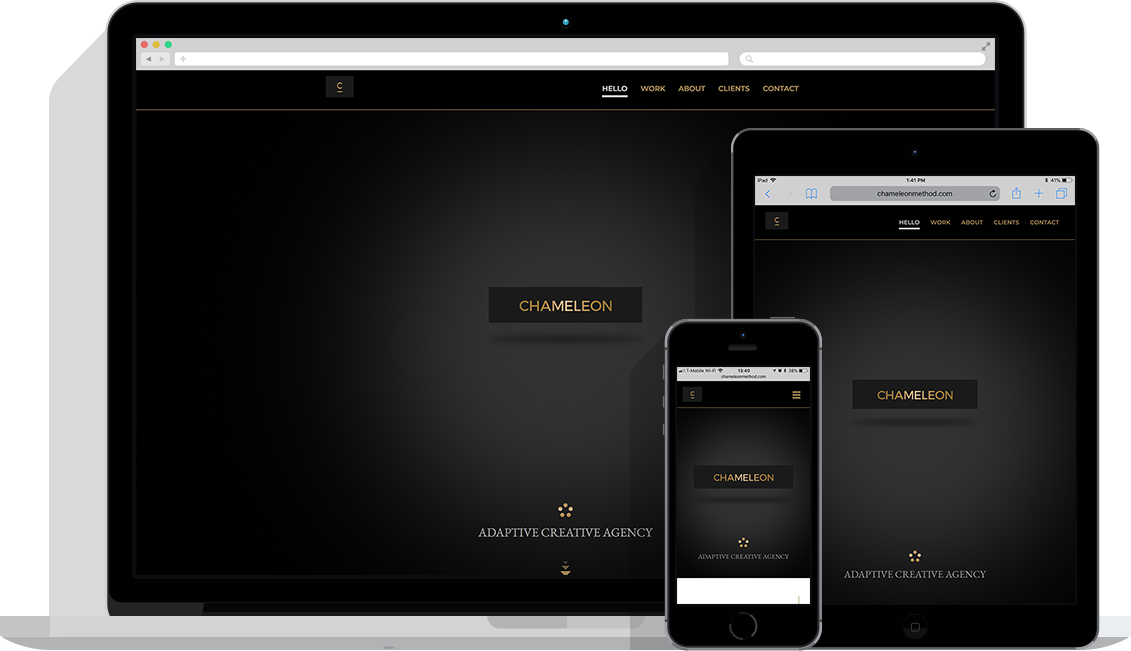 C
HELLO WORK ABOUT CLIENTS CONTACT
CHAMELEON
ADAPTIVE CREATIVE AGENCY
iPad 1:41 PM 41%
chameleonmethod.com
C
HELLO WORK ABOUT CLIENTS CONTACT
CHAMELEON
ADAPTIVE CREATIVE AGENCY
T-Mobile Wi-Fi 13:40 38%
chameleonmethod.com
C
CHAMELEON
ADAPTIVE CREATIVE AGENCY